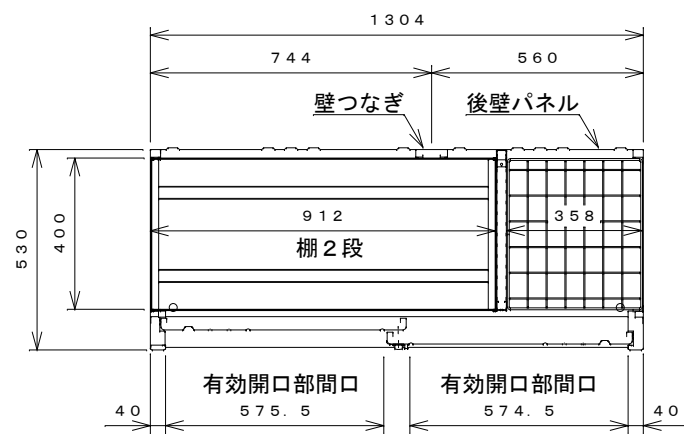 １３０４
７４４
５６０
壁つなぎ
後壁パネル
５３０
４００
９１２
３５８
棚２段
有効開口部間口
有効開口部間口
４０
５７５．５
５７４．５
４０